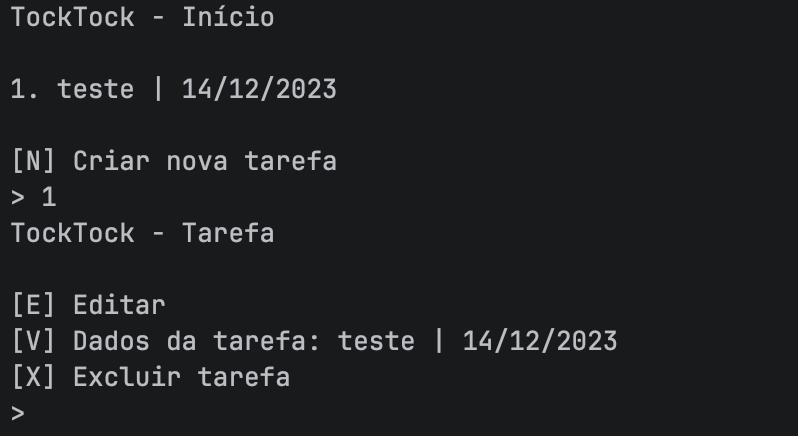 TockTock - Início
1. teste | 14/12/2023
[N] Criar nova tarefa
> 1
TockTock - Tarefa
[E] Editar
[V] Dados da tarefa: teste | 14/12/2023
[X] Excluir tarefa
>